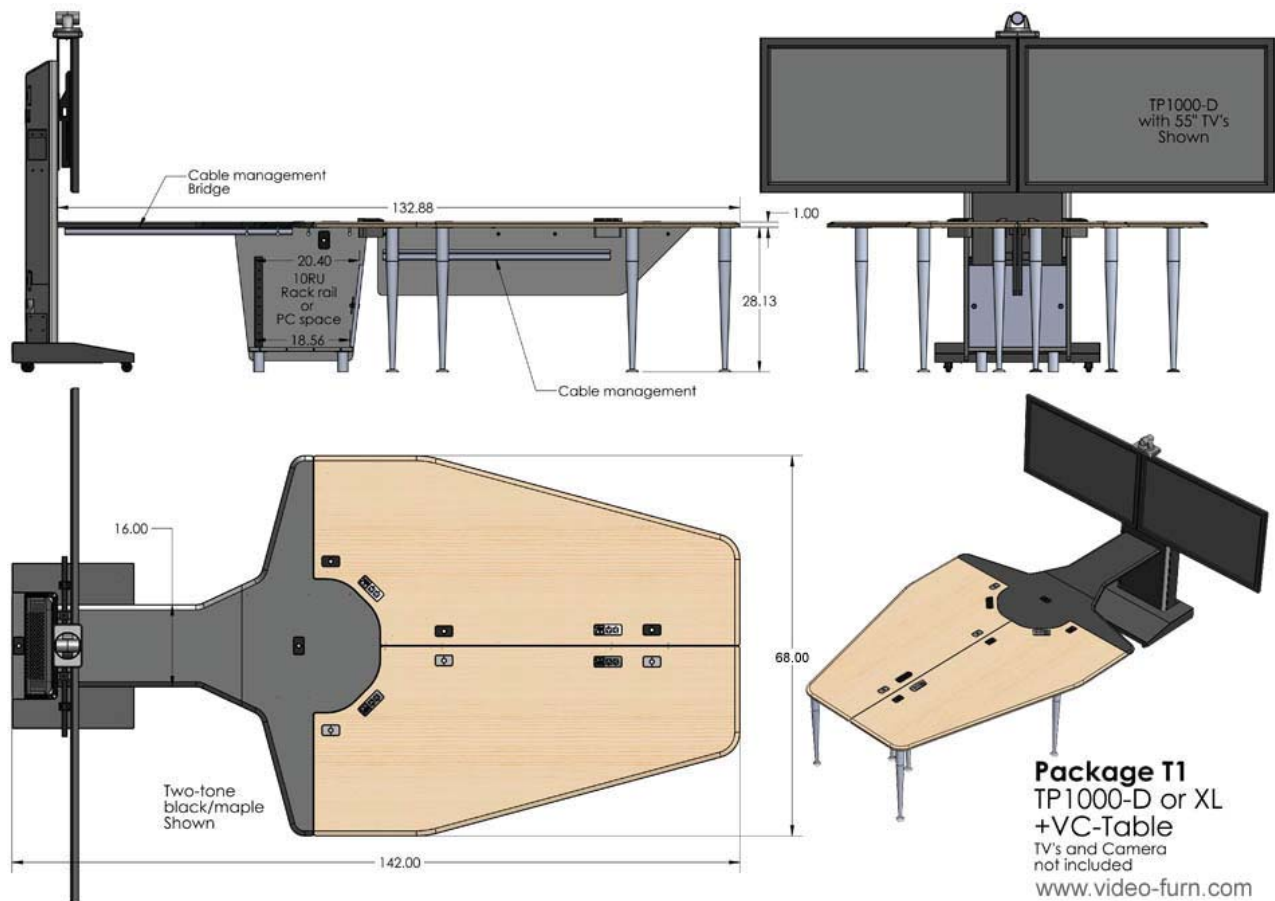 TP1000-D
with 55" TV's
Shown
Cable management
Bridge
132.88
1.00
20.40
10RU
Rack rail
or
PC space
18.56
28.13
Cable management
16.00
68.00
Two-tone
black/maple
Shown
142.00
Package T1
TP1000-D or XL
+VC-Table
TV's and Camera
not included
www.video-furn.com